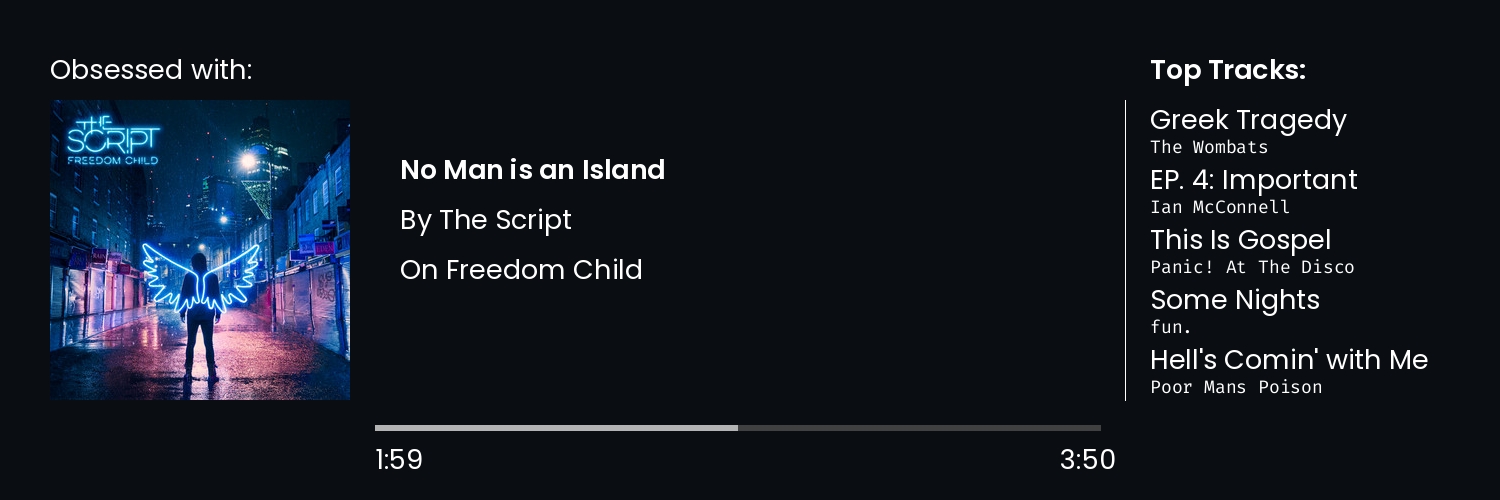 Obsessed with:
THE
SCRIPT
FREEDOM CHILD
No Man is an Island
By The Script
On Freedom Child
1:59
3:50
Top Tracks:
Greek Tragedy
The Wombats
EP. 4: Important
Ian McConnell
This Is Gospel
Panic! At The Disco
Some Nights
fun.
Hell's Comin' with Me
Poor Mans Poison